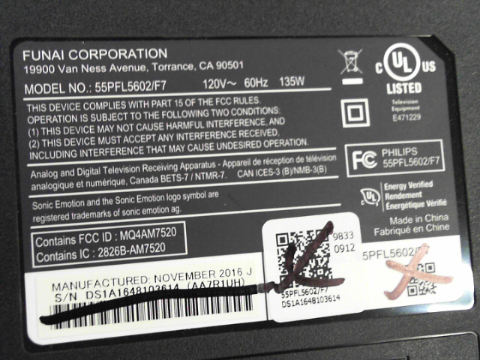 FUNAI CORPORATION
19900 Van Ness Avenue, Torrance, CA 90501
MODEL NO.: 55PFL5602/F7 120V~ 60Hz 135W
THIS DEVICE COMPLIES WITH PART 15 OF THE FCC RULES.
OPERATION IS SUBJECT TO THE FOLLOWING TWO CONDITIONS:
(1) THIS DEVICE MAY NOT CAUSE HARMFUL INTERFERENCE, AND
(2) THIS DEVICE MUST ACCEPT ANY INTERFERENCE RECEIVED,
INCLUDING INTERFERENCE THAT MAY CAUSE UNDESIRED OPERATION.
Analog and Digital Television Receiving Apparatus - Appareil de réception de télévision
analogique et numérique, Canada BETS-7 / NTMR-7. CAN ICES-3 (B)/NMB-3(B)
Sonic Emotion and the Sonic Emotion logo symbol are
registered trademarks of sonic emotion ag.
Contains FCC ID : MQ4AM7520
Contains IC : 2826B-AM7520
C UL US
LISTED
Television
Equipment
E471229
FC PHILIPS
55PFL5602/F7
UL Energy Verified
Rendement
Énergétique Vérifié
Made in China
Fabriqué en Chine
MANUFACTURED: NOVEMBER 2016 J
S/N DS1A1648103614 (AA7R1UH)
9833
0912
55PFL5602/F7
DS1A1648103614
5PFL5602/